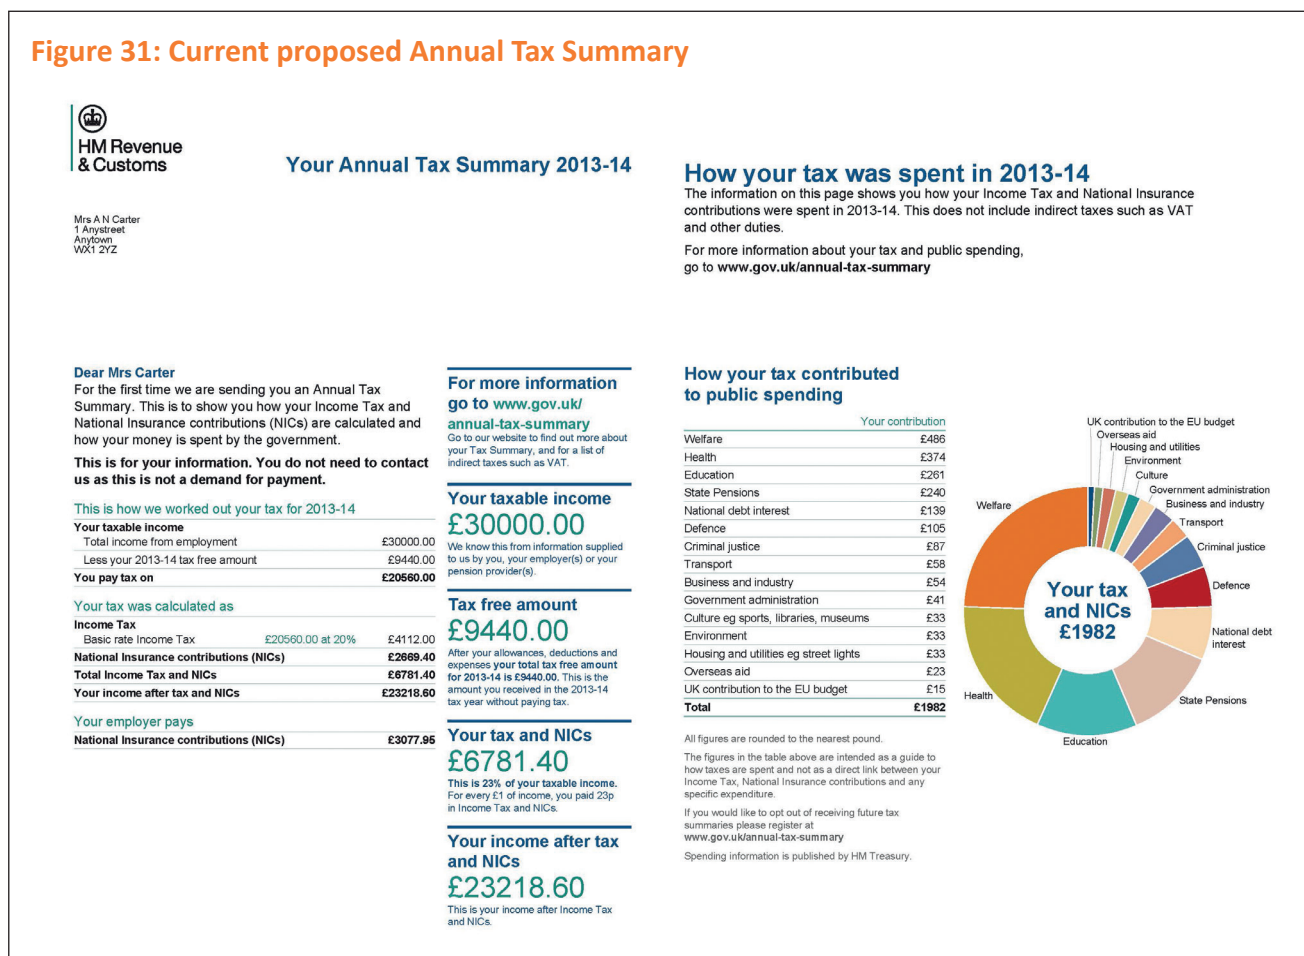 Figure 31: Current proposed Annual Tax Summary
HM Revenue
& Customs
Your Annual Tax Summary 2013-14
Mrs A N Carter
1 Anystreet
Anytown
WX1 2YZ
Dear Mrs Carter
For the first time we are sending you an Annual Tax
Summary. This is to show you how your Income Tax and
National Insurance contributions (NICs) are calculated and
how your money is spent by the government.
This is for your information. You do not need to contact
us as this is not a demand for payment.
This is how we worked out your tax for 2013-14
Your taxable income
Total income from employment £30000.00
Less your 2013-14 tax free amount £9440.00
You pay tax on £20560.00
Your tax was calculated as
Income Tax
Basic rate Income Tax £20560.00 at 20% £4112.00
National Insurance contributions (NICs) £2669.40
Total Income Tax and NICs £6781.40
Your income after tax and NICs £23218.60
Your employer pays
National Insurance contributions (NICs) £3077.95
For more information
go to www.gov.uk/
annual-tax-summary
Go to our website to find out more about
your Tax Summary, and for a list of
indirect taxes such as VAT.
Your taxable income
£30000.00
We know this from information supplied
to us by you, your employer(s) or your
pension provider(s).
Tax free amount
£9440.00
After your allowances, deductions and
expenses your total tax free amount
for 2013-14 is £9440.00. This is the
amount you received in the 2013-14
tax year without paying tax.
Your tax and NICs
£6781.40
This is 23% of your taxable income.
For every £1 of income, you paid 23p
in Income Tax and NICs.
Your income after tax
and NICs
£23218.60
This is your income after Income Tax
and NICs.
How your tax was spent in 2013-14
The information on this page shows you how your Income Tax and National Insurance
contributions were spent in 2013-14. This does not include indirect taxes such as VAT
and other duties.
For more information about your tax and public spending,
go to www.gov.uk/annual-tax-summary
How your tax contributed
to public spending
Your contribution
Welfare £486
Health £374
Education £261
State Pensions £240
National debt interest £139
Defence £105
Criminal justice £87
Transport £58
Business and industry £54
Government administration £41
Culture eg sports, libraries, museums £33
Environment £33
Housing and utilities eg street lights £33
Overseas aid £23
UK contribution to the EU budget £15
Total £1982
All figures are rounded to the nearest pound.
The figures in the table above are intended as a guide to
how taxes are spent and not as a direct link between your
Income Tax, National Insurance contributions and any
specific expenditure.
If you would like to opt out of receiving future tax
summaries please register at
www.gov.uk/annual-tax-summary
Spending information is published by HM Treasury.
UK contribution to the EU budget
Overseas aid
Housing and utilities
Environment
Culture
Government administration
Business and industry
Transport
Criminal justice
Defence
National debt
interest
State Pensions
Education
Health
Welfare
Your tax
and NICs
£1982